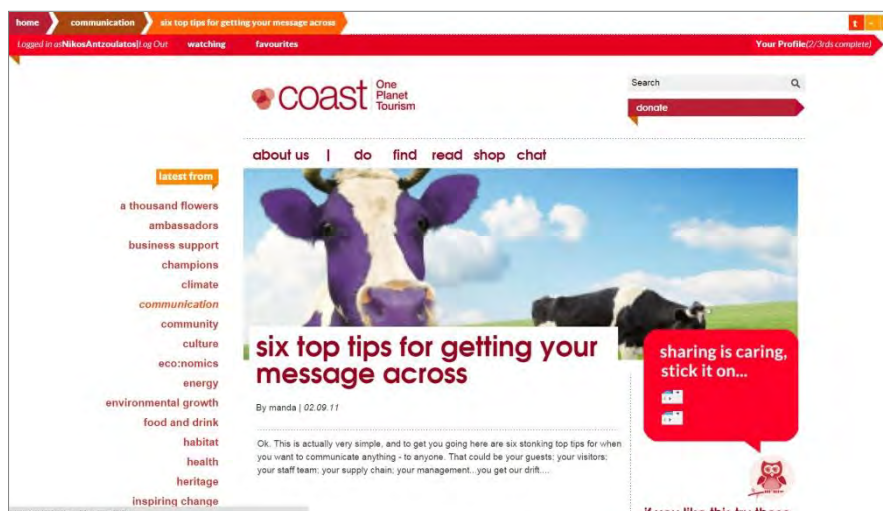 home communication six top tips for getting your message across
Logged in as NikosAntzoulatos|Log Out watching favourites Your Profile(2/3rds complete)
coast One Planet Tourism
Search
donate
about us | do find read shop chat
latest from
a thousand flowers
ambassadors
business support
champions
climate
communication
community
culture
eco:nomics
energy
environmental growth
food and drink
habitat
health
heritage
inspiring change
six top tips for getting your
message across
By manda | 02.09.11
Ok. This is actually very simple, and to get you going here are six stonking top tips for when
you want to communicate anything - to anyone. That could be your guests; your visitors;
your staff team; your supply chain; your management...you get our drift....
sharing is caring,
stick it on...
if you like this try these